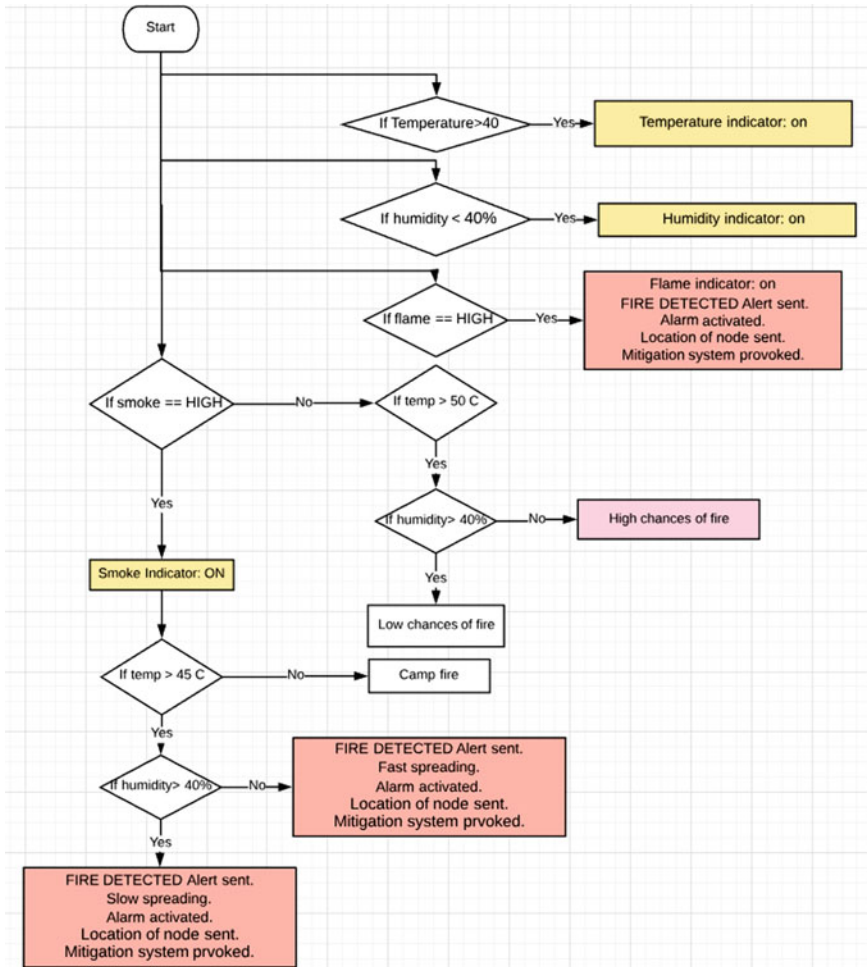 Start
If Temperature>40
Yes
Temperature indicator: on
If humidity < 40%
Yes
Humidity indicator: on
If flame == HIGH
Yes
Flame indicator: on
FIRE DETECTED Alert sent.
Alarm activated.
Location of node sent.
Mitigation system provoked.
If smoke == HIGH
No
If temp > 50 C
Yes
Yes
If humidity> 40%
No
High chances of fire
Yes
Smoke Indicator: ON
Low chances of fire
If temp > 45 C
No
Camp fire
Yes
If humidity> 40%
No
FIRE DETECTED Alert sent.
Fast spreading.
Alarm activated.
Location of node sent.
Mitigation system prvoked.
Yes
FIRE DETECTED Alert sent.
Slow spreading.
Alarm activated.
Location of node sent.
Mitigation system prvoked.